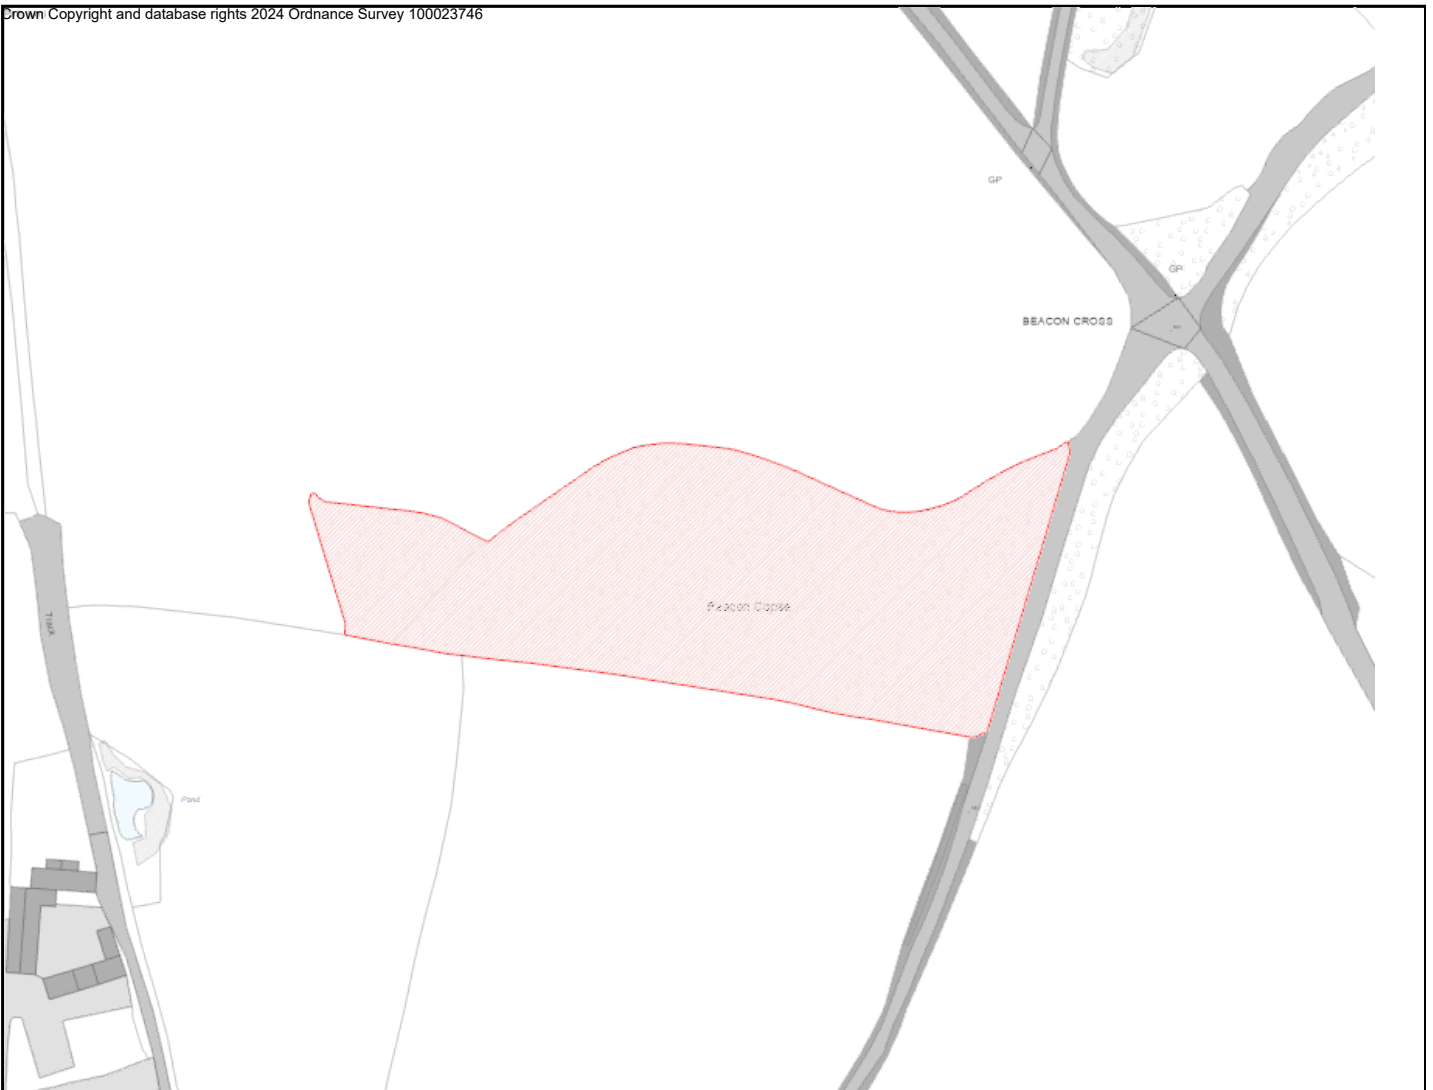 Crown Copyright and database rights 2024 Ordnance Survey 100023746
GP
GP
BEACON CROSS
Beacon Copse
Track
Pond